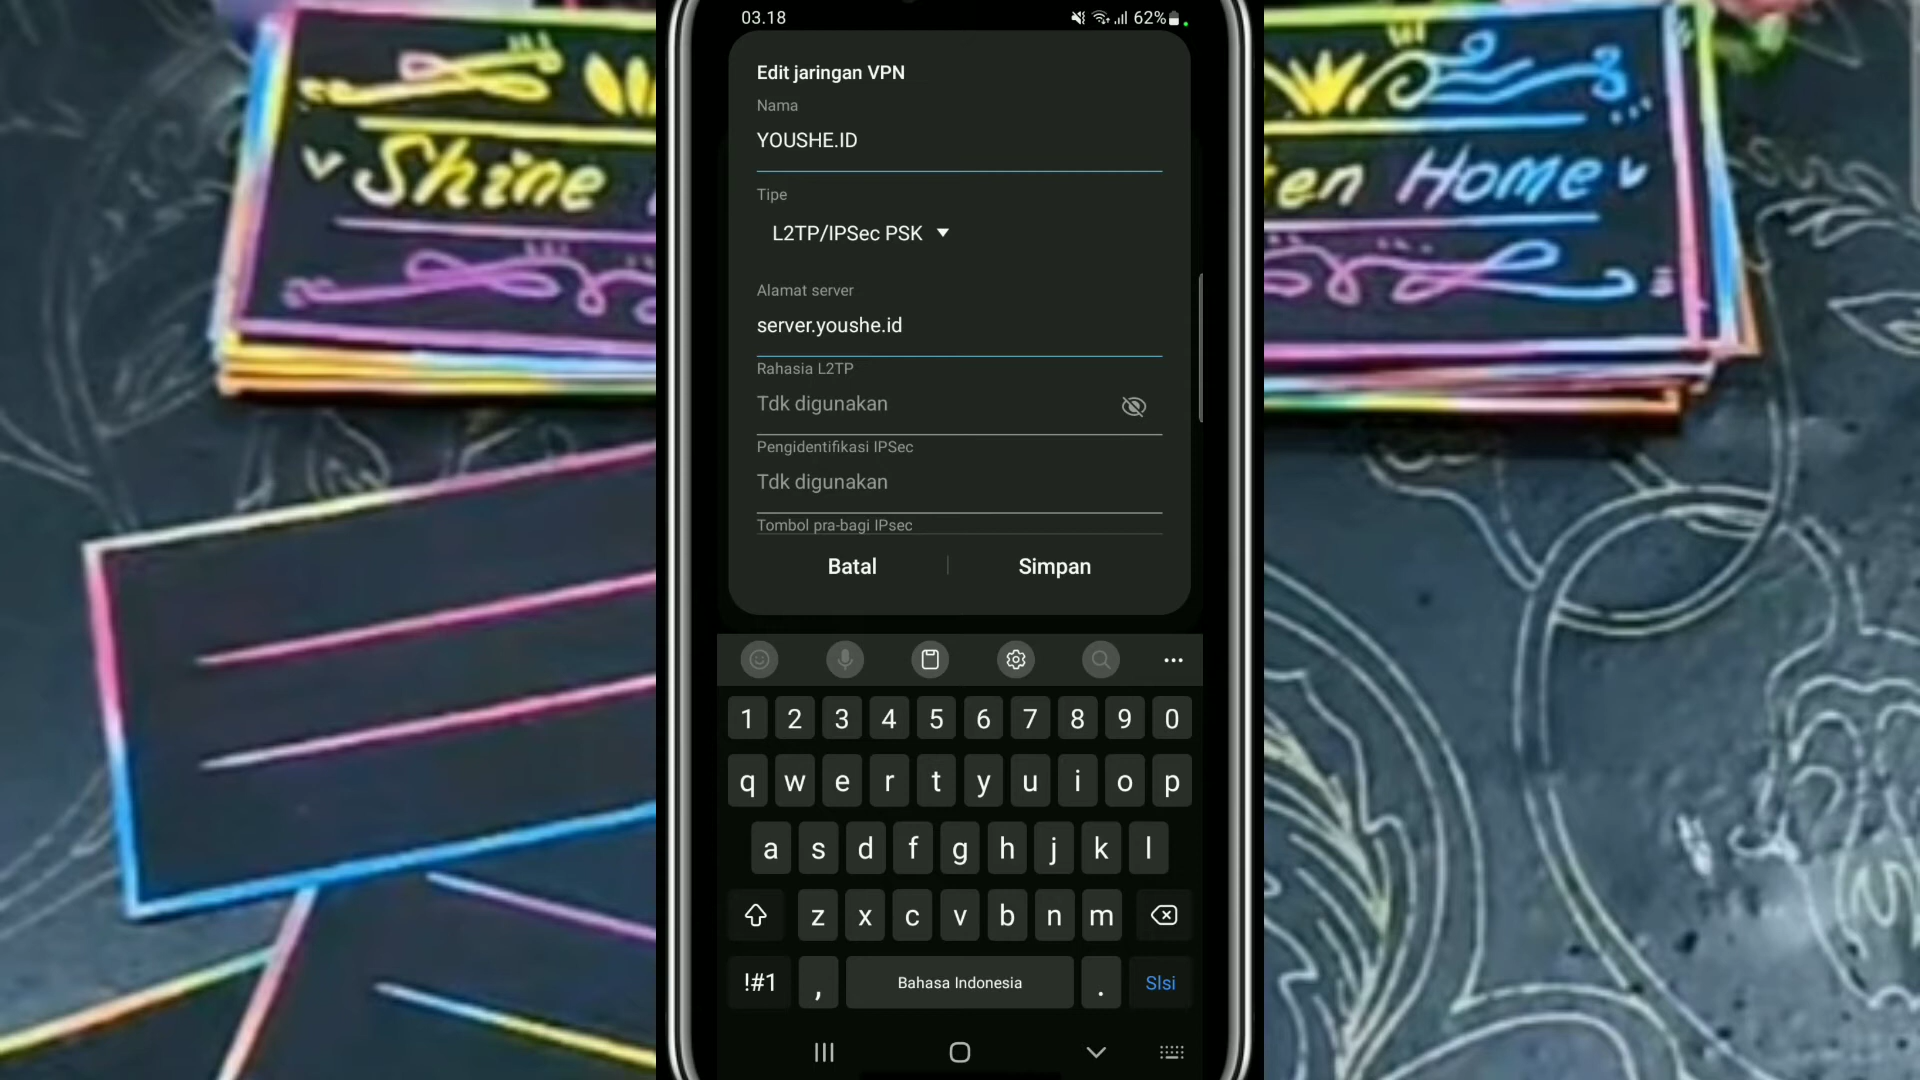 03.18
62%
Edit jaringan VPN
Nama
YOUSHE.ID
Tipe
L2TP/IPSec PSK
Alamat server
server.youshe.id
Rahasia L2TP
Tdk digunakan
Pengidentifikasi IPSec
Tdk digunakan
Tombol pra-bagi IPsec
Batal
Simpan
1 2 3 4 5 6 7 8 9 0
q w e r t y u i o p
a s d f g h j k l
z x c v b n m
!#1 , Bahasa Indonesia . Slsi
Shine
ten Home